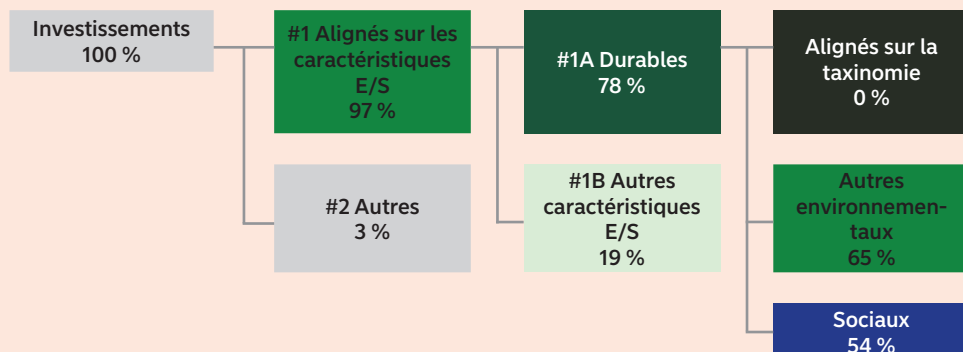 Investissements
100 %
#1 Alignés sur les
caractéristiques
E/S
97 %
#2 Autres
3 %
#1A Durables
78 %
#1B Autres
caractéristiques
E/S
19 %
Alignés sur la
taxinomie
0 %
Autres
environnemen-
taux
65 %
Sociaux
54 %